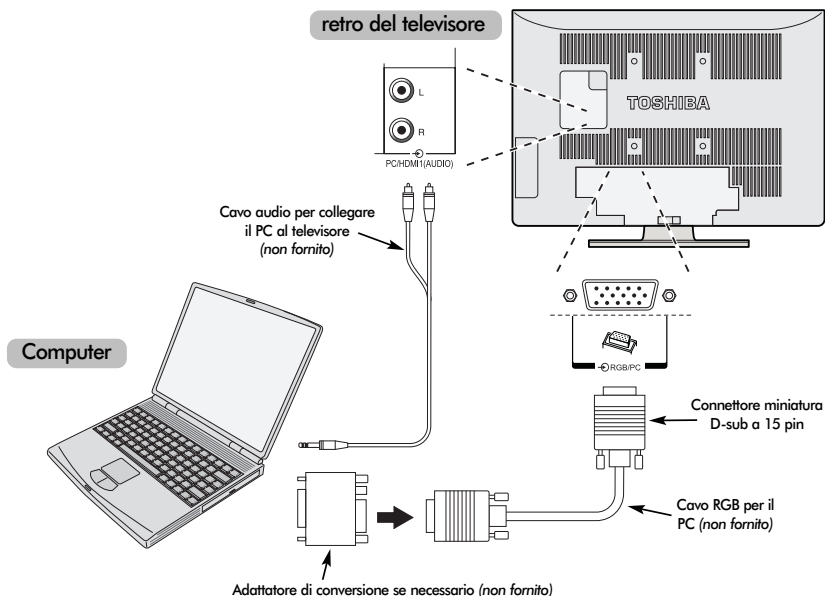 retro del televisore
TOSHIBA
L
R
PC/HDMI1(AUDIO)
Cavo audio per collegare
il PC al televisore
(non fornito)
Computer
RGB/PC
Connettore miniatura
D-sub a 15 pin
Cavo RGB per il
PC (non fornito)
Adattatore di conversione se necessario (non fornito)